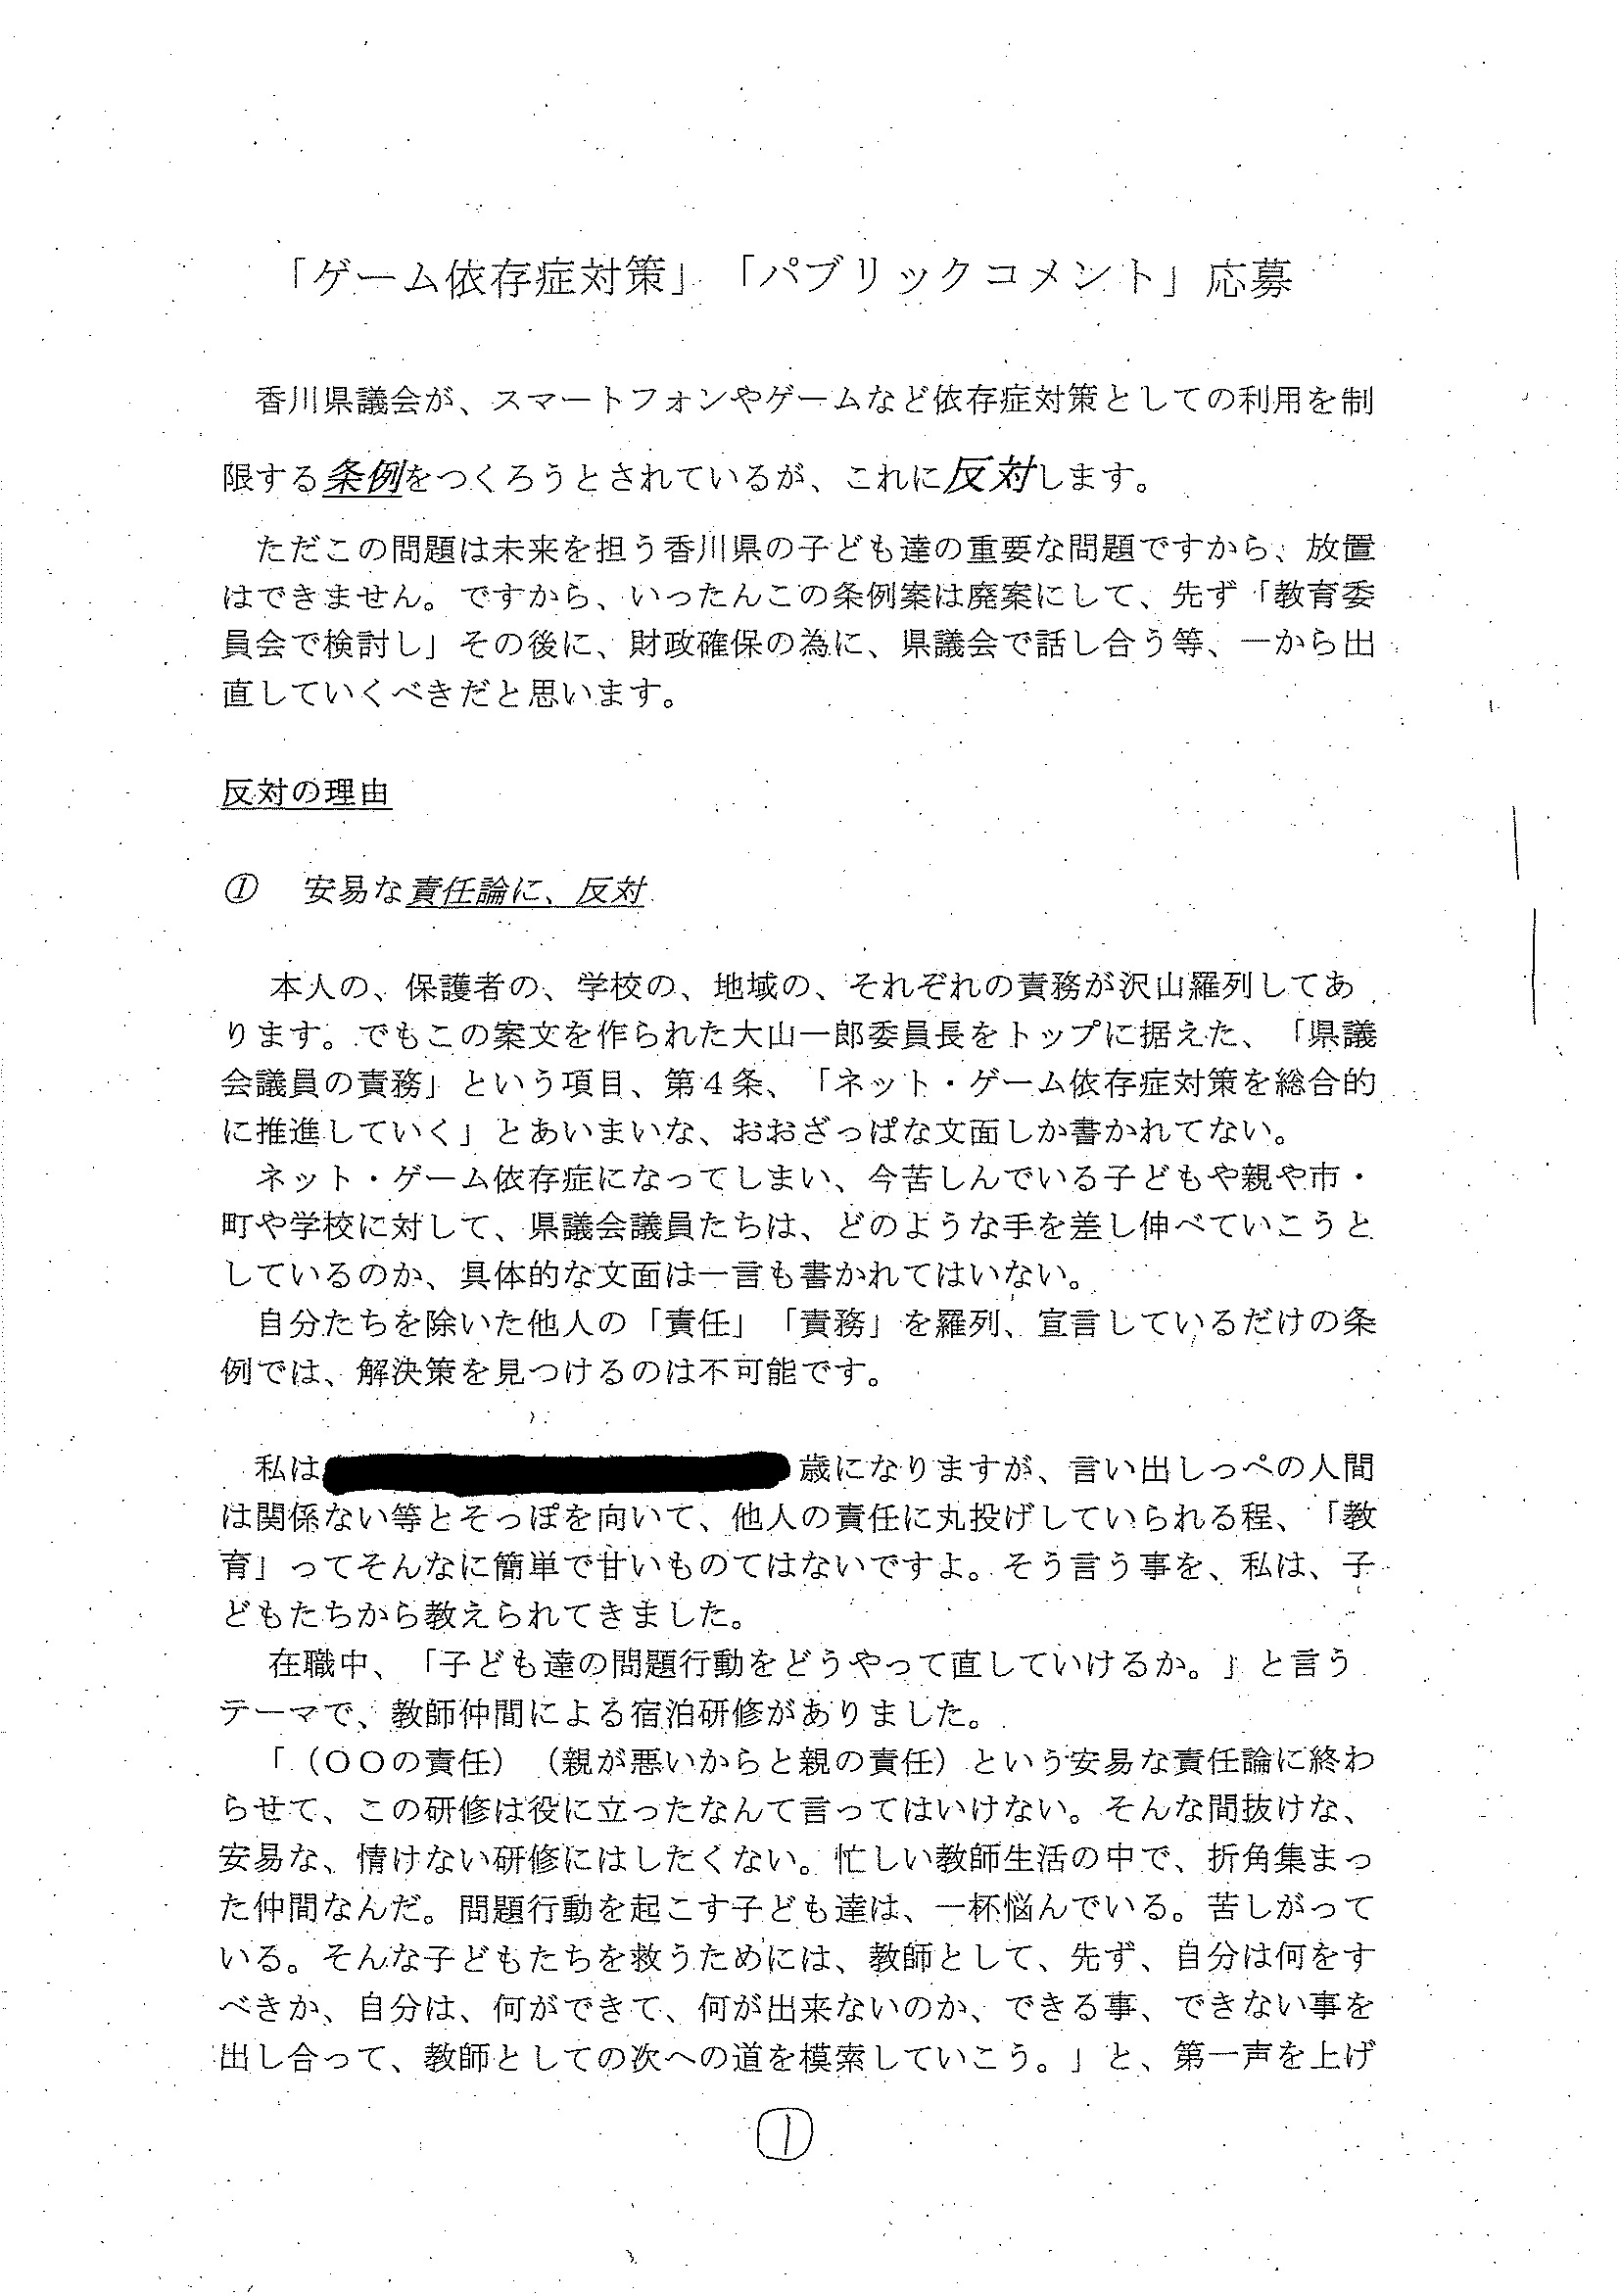 「ゲーム依存症対策」「パブリックコメント」応募
香川県議会が、スマートフォンやゲームなど依存症対策としての利用を制
限する条例をつくろうとされているが、これに反対します。
ただこの問題は未来を担う香川県の子ども達の重要な問題ですから、放置
はできません。ですから、いったんこの条例案は廃案にして、先ず「教育委
員会で検討し」その後に、財政確保の為に、県議会で話し合う等、一から出
直していくべきだと思います。
反対の理由
① 安易な責任論に、反対
本人の、保護者の、学校の、地域の、それぞれの責務が沢山羅列してあ
ります。でもこの案文を作られた大山一郎委員長をトップに据えた、「県議
会議員の責務」という項目、第４条、「ネット・ゲーム依存症対策を総合的
に推進していく」とあいまいな、おおざっぱな文面しか書かれてない。
ネット・ゲーム依存症になってしまい、今苦しんでいる子どもや親や市・
町や学校に対して、県議会議員たちは、どのような手を差し伸べていこうと
しているのか、具体的な文面は一言も書かれてはいない。
自分たちを除いた他人の「責任」「責務」を羅列、宣言しているだけの条
例では、解決策を見つけるのは不可能です。
私は 歳になりますが、言い出しっぺの人間
は関係ない等とそっぽを向いて、他人の責任に丸投げしていられる程、「教
育」ってそんなに簡単で甘いものてはないですよ。そう言う事を、私は、子
どもたちから教えられてきました。
在職中、「子ども達の問題行動をどうやって直していけるか。」と言う
テーマで、教師仲間による宿泊研修がありました。
「（〇〇の責任）（親が悪いからと親の責任）という安易な責任論に終わ
らせて、この研修は役に立ったなんて言ってはいけない。そんな間抜けな、
安易な、情けない研修にはしたくない。忙しい教師生活の中で、折角集まっ
た仲間なんだ。問題行動を起こす子ども達は、一杯悩んでいる。苦しがって
いる。そんな子どもたちを救うためには、教師として、先ず、自分は何をす
べきか、自分は、何ができて、何が出来ないのか、できる事、できない事を
出し合って、教師としての次への道を模索していこう。」と、第一声を上げ
①